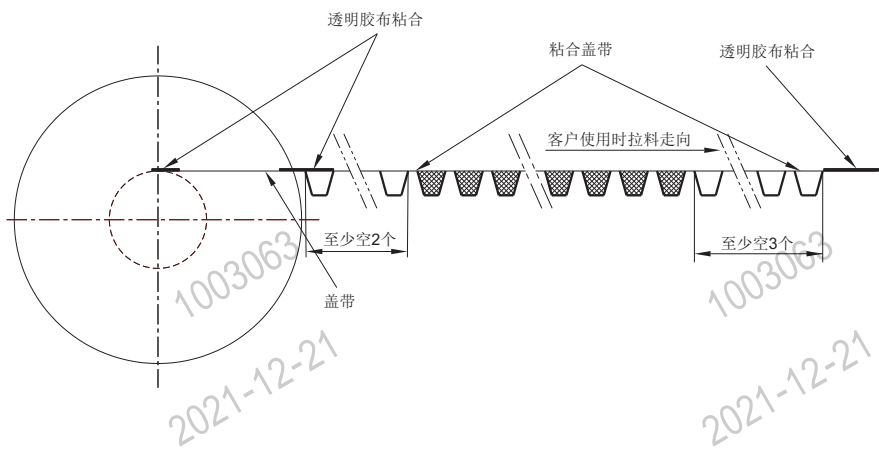 透明胶布粘合
粘合盖带
透明胶布粘合
客户使用时拉料走向
至少空2个
至少空3个
盖带
1003063
1003063
2021-12-21
2021-12-21